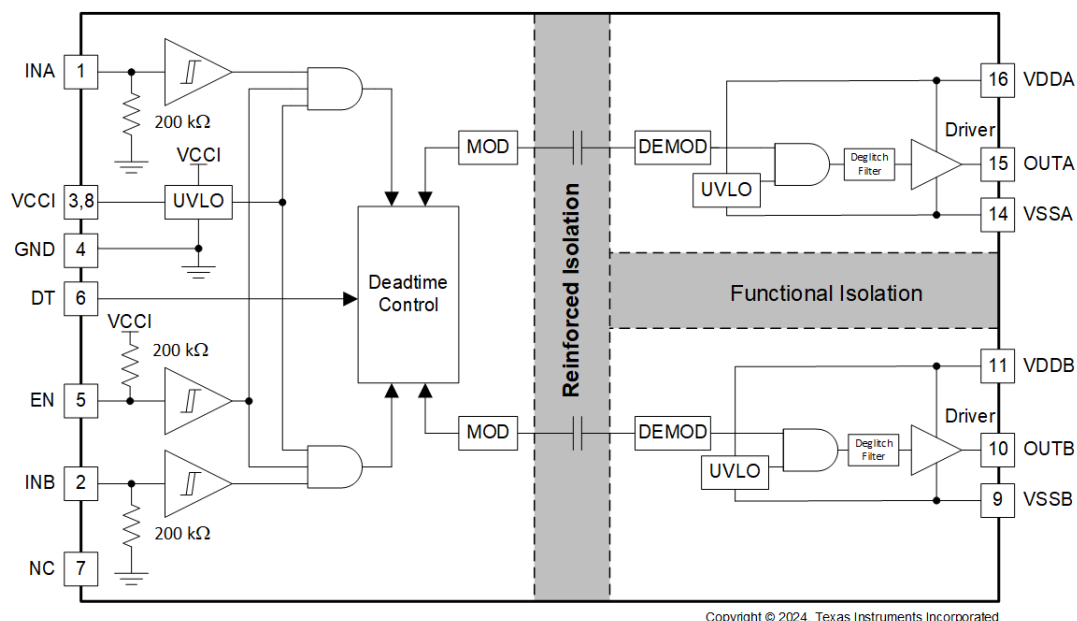 INA 1
200 kΩ
VCCI
VCCI 3,8 UVLO
GND 4
DT 6
VCCI
200 kΩ
EN 5
INB 2
200 kΩ
NC 7
Deadtime
Control
MOD
MOD
Reinforced Isolation
DEMOD
UVLO
Deglitch
Filter
Driver
16 VDDA
15 OUTA
14 VSSA
Functional Isolation
DEMOD
UVLO
Deglitch
Filter
Driver
11 VDDB
10 OUTB
9 VSSB
Copyright © 2024, Texas Instruments Incorporated